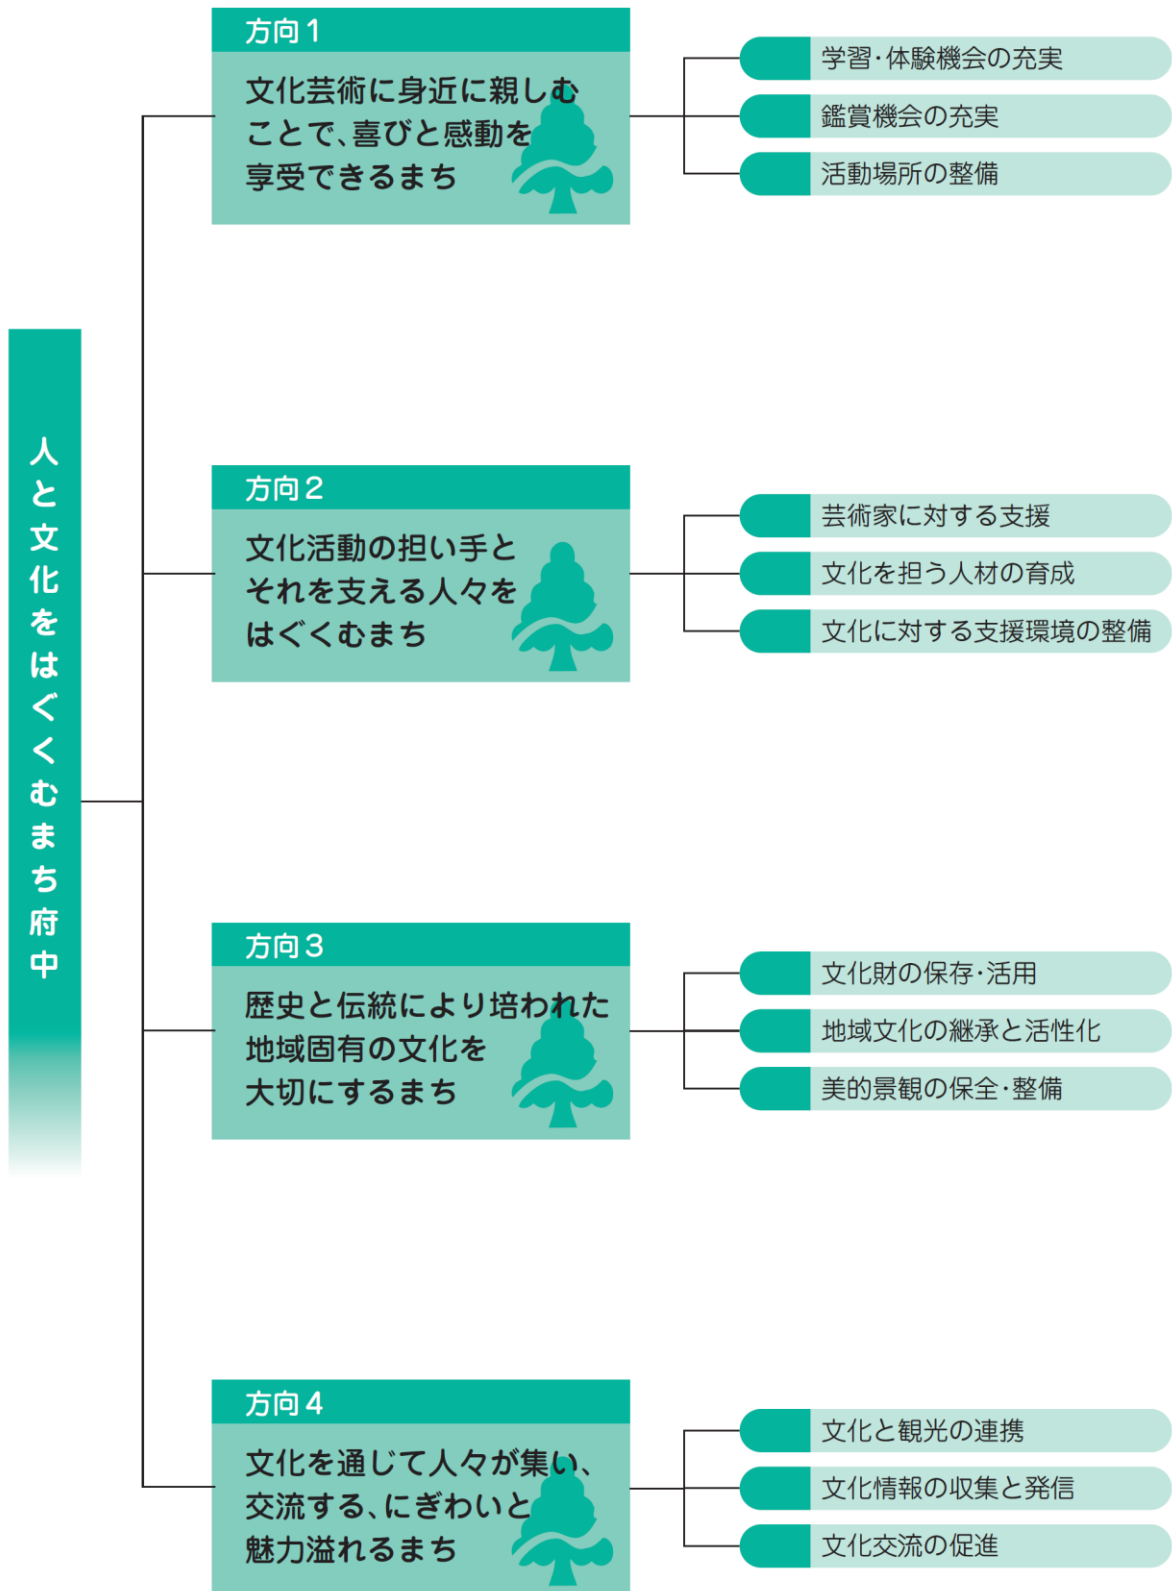 人と文化をはぐくむまち府中
方向1
文化芸術に身近に親しむ
ことで、喜びと感動を
享受できるまち
学習・体験機会の充実
鑑賞機会の充実
活動場所の整備
方向2
文化活動の担い手と
それを支える人々を
はぐくむまち
芸術家に対する支援
文化を担う人材の育成
文化に対する支援環境の整備
方向3
歴史と伝統により培われた
地域固有の文化を
大切にするまち
文化財の保存・活用
地域文化の継承と活性化
美的景観の保全・整備
方向4
文化を通じて人々が集い、
交流する、にぎわいと
魅力溢れるまち
文化と観光の連携
文化情報の収集と発信
文化交流の促進